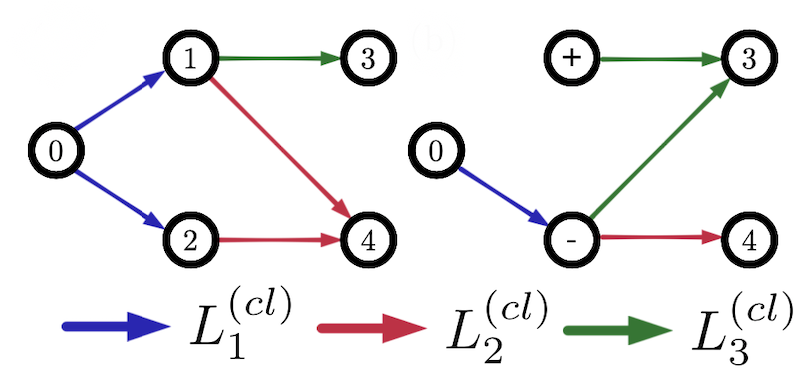 1 3 + 3
0 0
2 4 - 4
L_1^{(cl)} L_2^{(cl)} L_3^{(cl)}